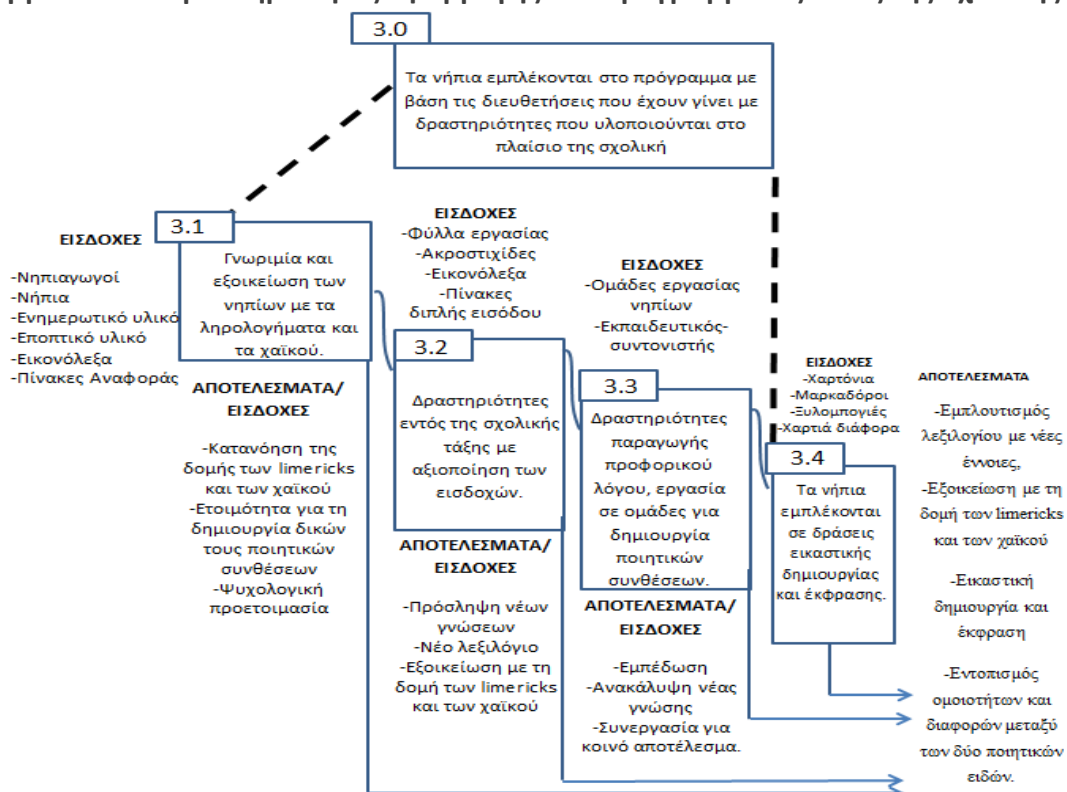 3.0
Τα νήπια εμπλέκονται στο πρόγραμμα με
βάση τις διευθετήσεις που έχουν γίνει με
δραστηριότητες που υλοποιούνται στο
πλαίσιο της σχολική
3.1
Γνωριμία και
εξοικείωση των
νηπίων με τα
ληρολογήματα και
τα χαϊκού.
ΕΙΣΔΟΧΕΣ
-Νηπιαγωγοί
-Νήπια
-Ενημερωτικό υλικό
-Εποπτικό υλικό
-Εικονόλεξα
-Πίνακες Αναφοράς
ΑΠΟΤΕΛΕΣΜΑΤΑ/
ΕΙΣΔΟΧΕΣ
-Κατανόηση της
δομής των limericks
και των χαϊκού
-Ετοιμότητα για τη
δημιουργία δικών
τους ποιητικών
συνθέσεων
-Ψυχολογική
προετοιμασία
ΕΙΣΔΟΧΕΣ
-Φύλλα εργασίας
-Ακροστιχίδες
-Εικονόλεξα
-Πίνακες
διπλής εισόδου
3.2
Δραστηριότητες
εντός της σχολικής
τάξης με
αξιοποίηση των
εισδοχών.
ΑΠΟΤΕΛΕΣΜΑΤΑ/
ΕΙΣΔΟΧΕΣ
-Πρόσληψη νέων
γνώσεων
-Νέο λεξιλόγιο
-Εξοικείωση με τη
δομή των limericks
και των χαϊκού
ΕΙΣΔΟΧΕΣ
-Ομάδες εργασίας
νηπίων
-Εκπαιδευτικός-
συντονιστής
3.3
Δραστηριότητες
παραγωγής
προφορικού
λόγου, εργασία
σε ομάδες για
δημιουργία
ποιητικών
συνθέσεων.
ΑΠΟΤΕΛΕΣΜΑΤΑ/
ΕΙΣΔΟΧΕΣ
-Εμπέδωση
-Ανακάλυψη νέας
γνώσης
-Συνεργασία για
κοινό αποτέλεσμα.
ΕΙΣΔΟΧΕΣ
-Χαρτόνια
-Μαρκαδόροι
-Ξυλομπογιές
-Χαρτιά διάφορα
3.4
Τα νήπια
εμπλέκονται
σε δράσεις
εικαστικής
δημιουργίας
και έκφρασης.
ΑΠΟΤΕΛΕΣΜΑΤΑ
-Εμπλουτισμός
λεξιλογίου με νέες
έννοιες,
-Εξοικείωση με τη
δομή των limericks
και των χαϊκού
-Εικαστική
δημιουργία και
έκφραση
-Εντοπισμός
ομοιοτήτων και
διαφορών μεταξύ
των δύο ποιητικών
ειδών.